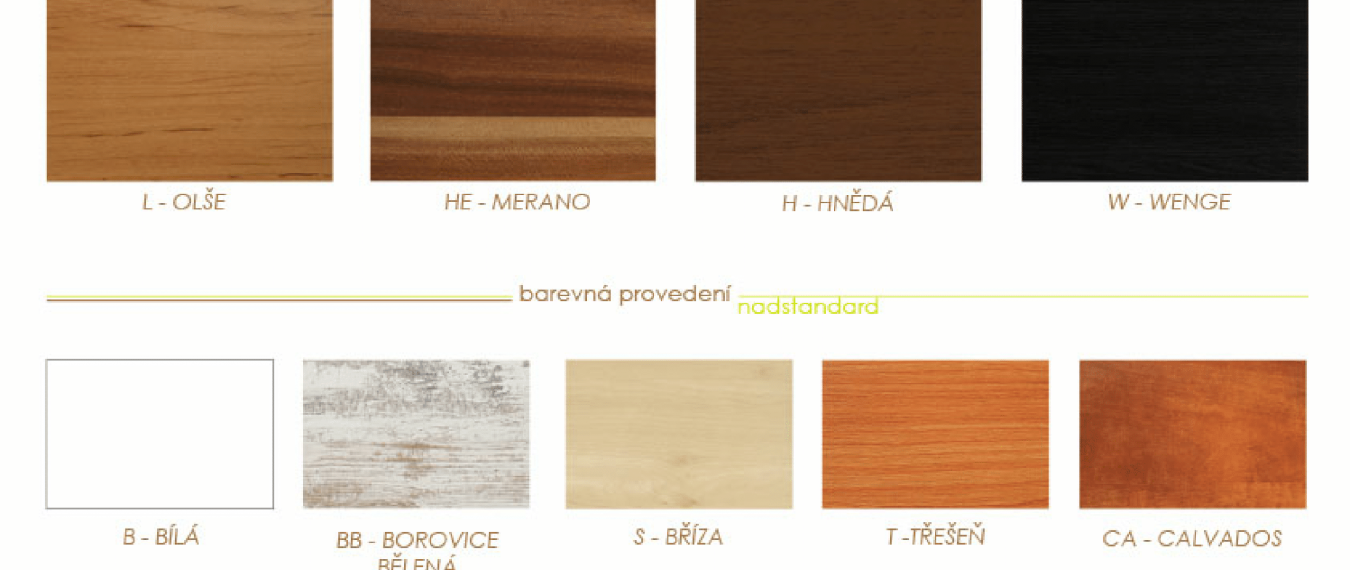 L - OLŠE
HE - MERANO
H - HNĚDÁ
W - WENGE
barevná provedení
nadstandard
B - BÍLÁ
BB - BOROVICE
BĚLENÁ
S - BŘÍZA
T -TŘEŠEŇ
CA - CALVADOS